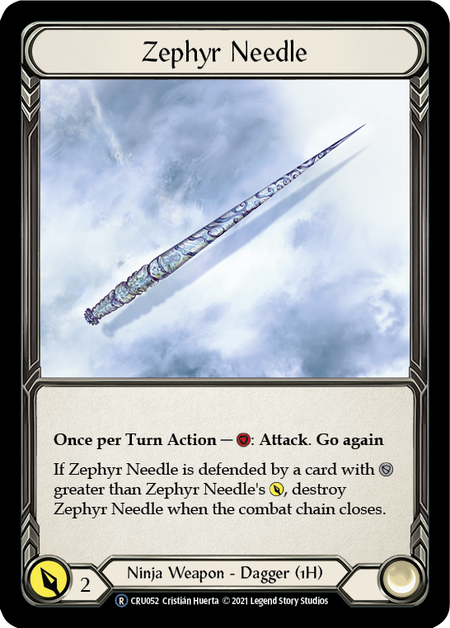 Zephyr Needle
Once per Turn Action — : Attack. Go again
If Zephyr Needle is defended by a card with
greater than Zephyr Needle's , destroy
Zephyr Needle when the combat chain closes.
2
Ninja Weapon - Dagger (1H)
R CRU052 Cristián Huerta © 2021 Legend Story Studios